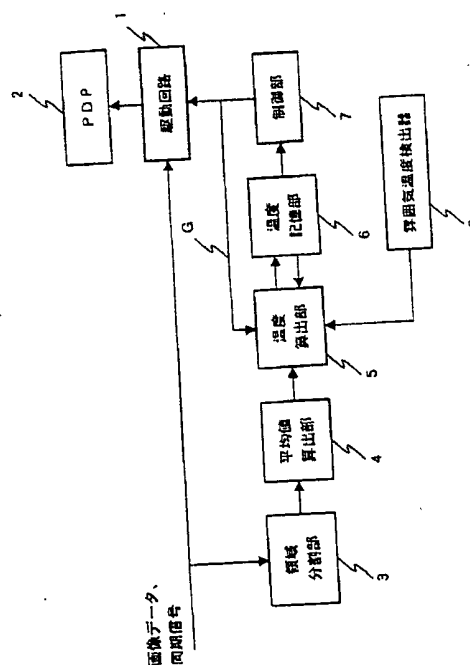 画像データ、
同期信号
領域
分割部
3
平均値
算出部
4
温度
算出部
5
温度
記憶部
6
制御部
7
駆動回路
1
PDP
2
G
雰囲気温度検出器